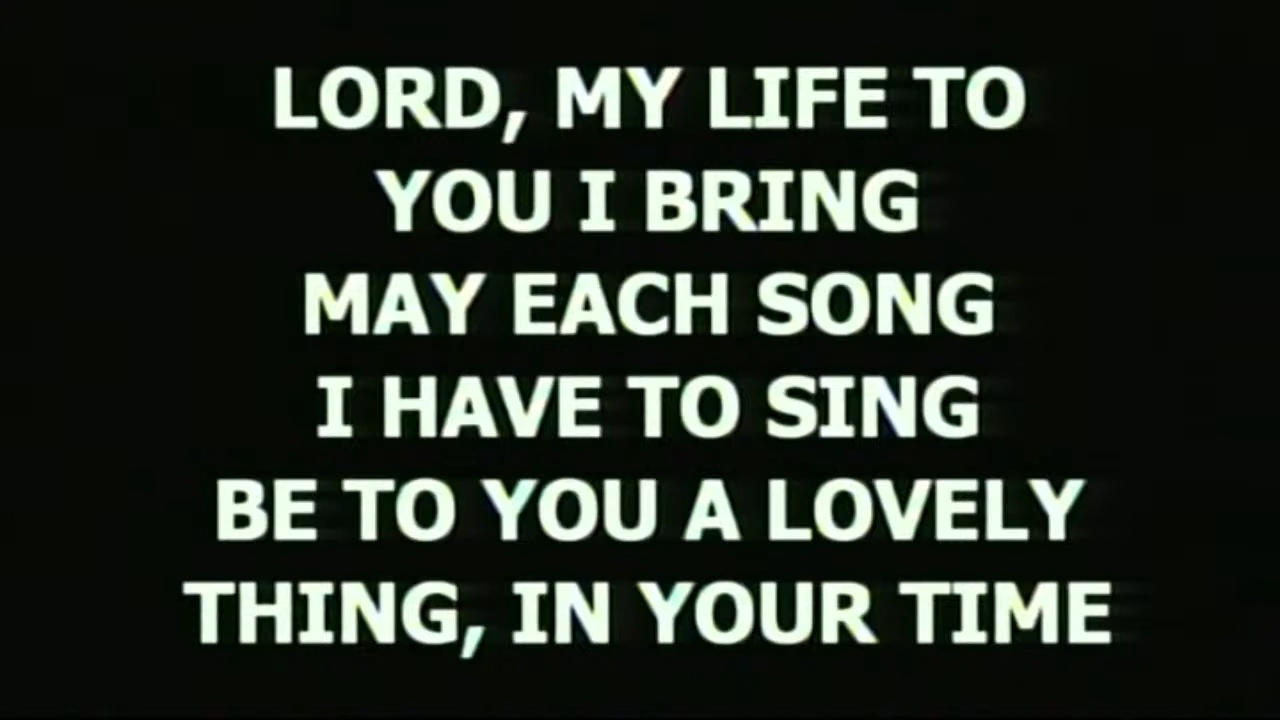 LORD, MY LIFE TO
YOU I BRING
MAY EACH SONG
I HAVE TO SING
BE TO YOU A LOVELY
THING, IN YOUR TIME